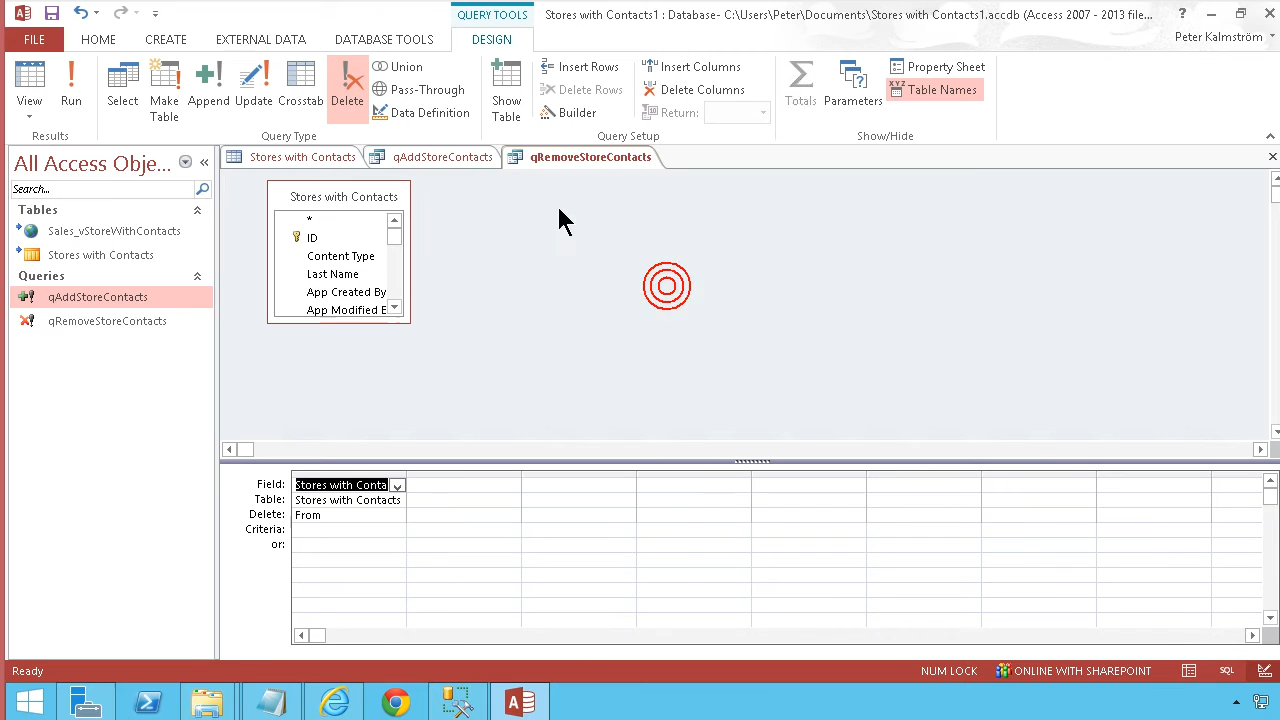 QUERY TOOLS
Stores with Contacts1 : Database- C:\Demos\Peter\Documents\Stores with Contacts1.accdb (Access 2007 - 2013 file...
?
FILE
HOME
CREATE
EXTERNAL DATA
DATABASE TOOLS
DESIGN
Peter Kalmström
View
Run
Results
Select
Make Table
Append
Update
Crosstab
Delete
Union
Pass-Through
Data Definition
Query Type
Show Table
Insert Rows
Delete Rows
Builder
Insert Columns
Delete Columns
Return:
Query Setup
Totals
Parameters
Property Sheet
Table Names
Show/Hide
All Access Obje...
Search...
Tables
Sales_vStoreWithContacts
Stores with Contacts
Queries
qAddStoreContacts
qRemoveStoreContacts
Stores with Contacts
qAddStoreContacts
qRemoveStoreContacts
Stores with Contacts
*
ID
Content Type
Last Name
App Created By
App Modified E
Field:
Stores with Conta
Table:
Stores with Contacts
Delete:
From
Criteria:
or:
Ready
NUM LOCK
ONLINE WITH SHAREPOINT
SQL